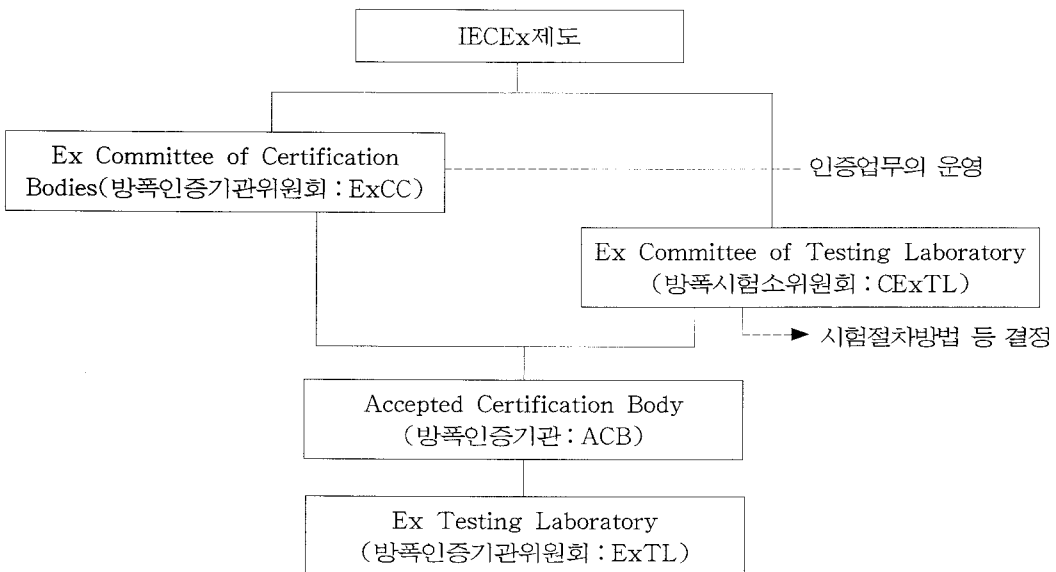 IECEx제도
Ex Committee of Certification
Bodies(방폭인증기관위원회 : ExCC)
인증업무의 운영
Ex Committee of Testing Laboratory
(방폭시험소위원회 : CExTL)
시험절차방법 등 결정
Accepted Certification Body
(방폭인증기관 : ACB)
Ex Testing Laboratory
(방폭인증기관위원회 : ExTL)